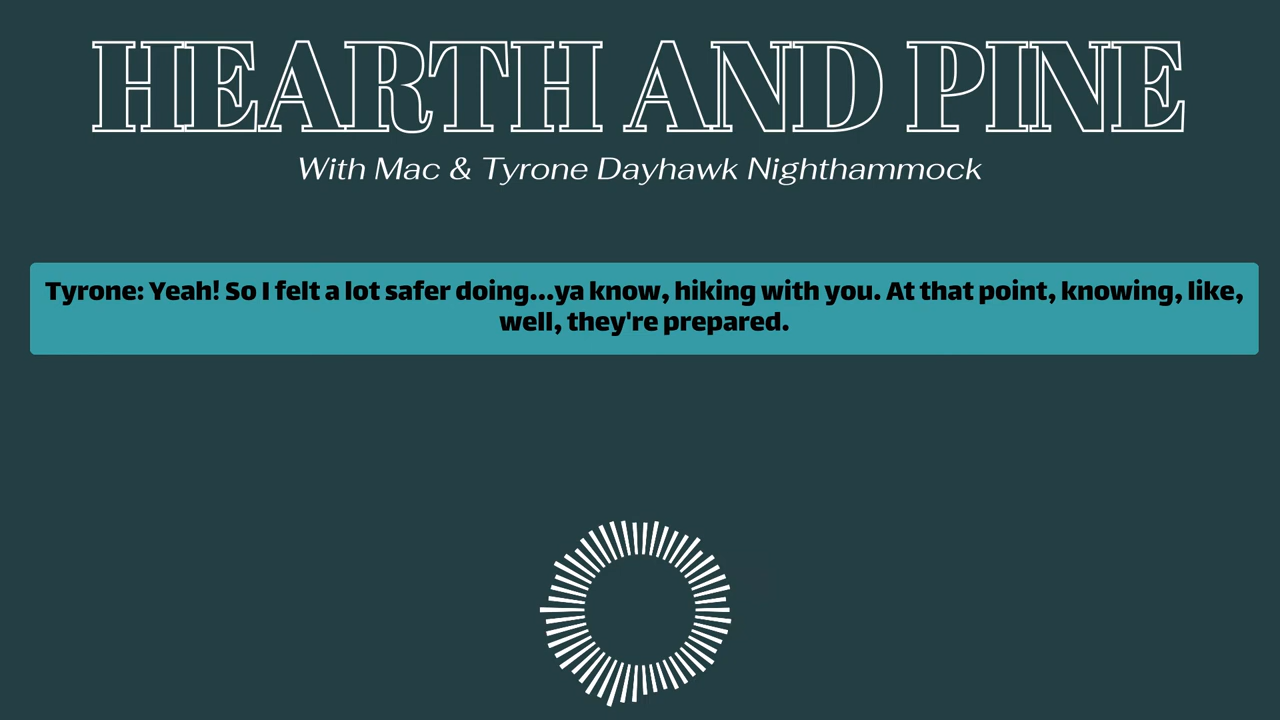 HEARTH AND PINE
With Mac & Tyrone Dayhawk Nighthammock
Tyrone: Yeah! So I felt a lot safer doing...ya know, hiking with you. At that point, knowing, like,
well, they're prepared.